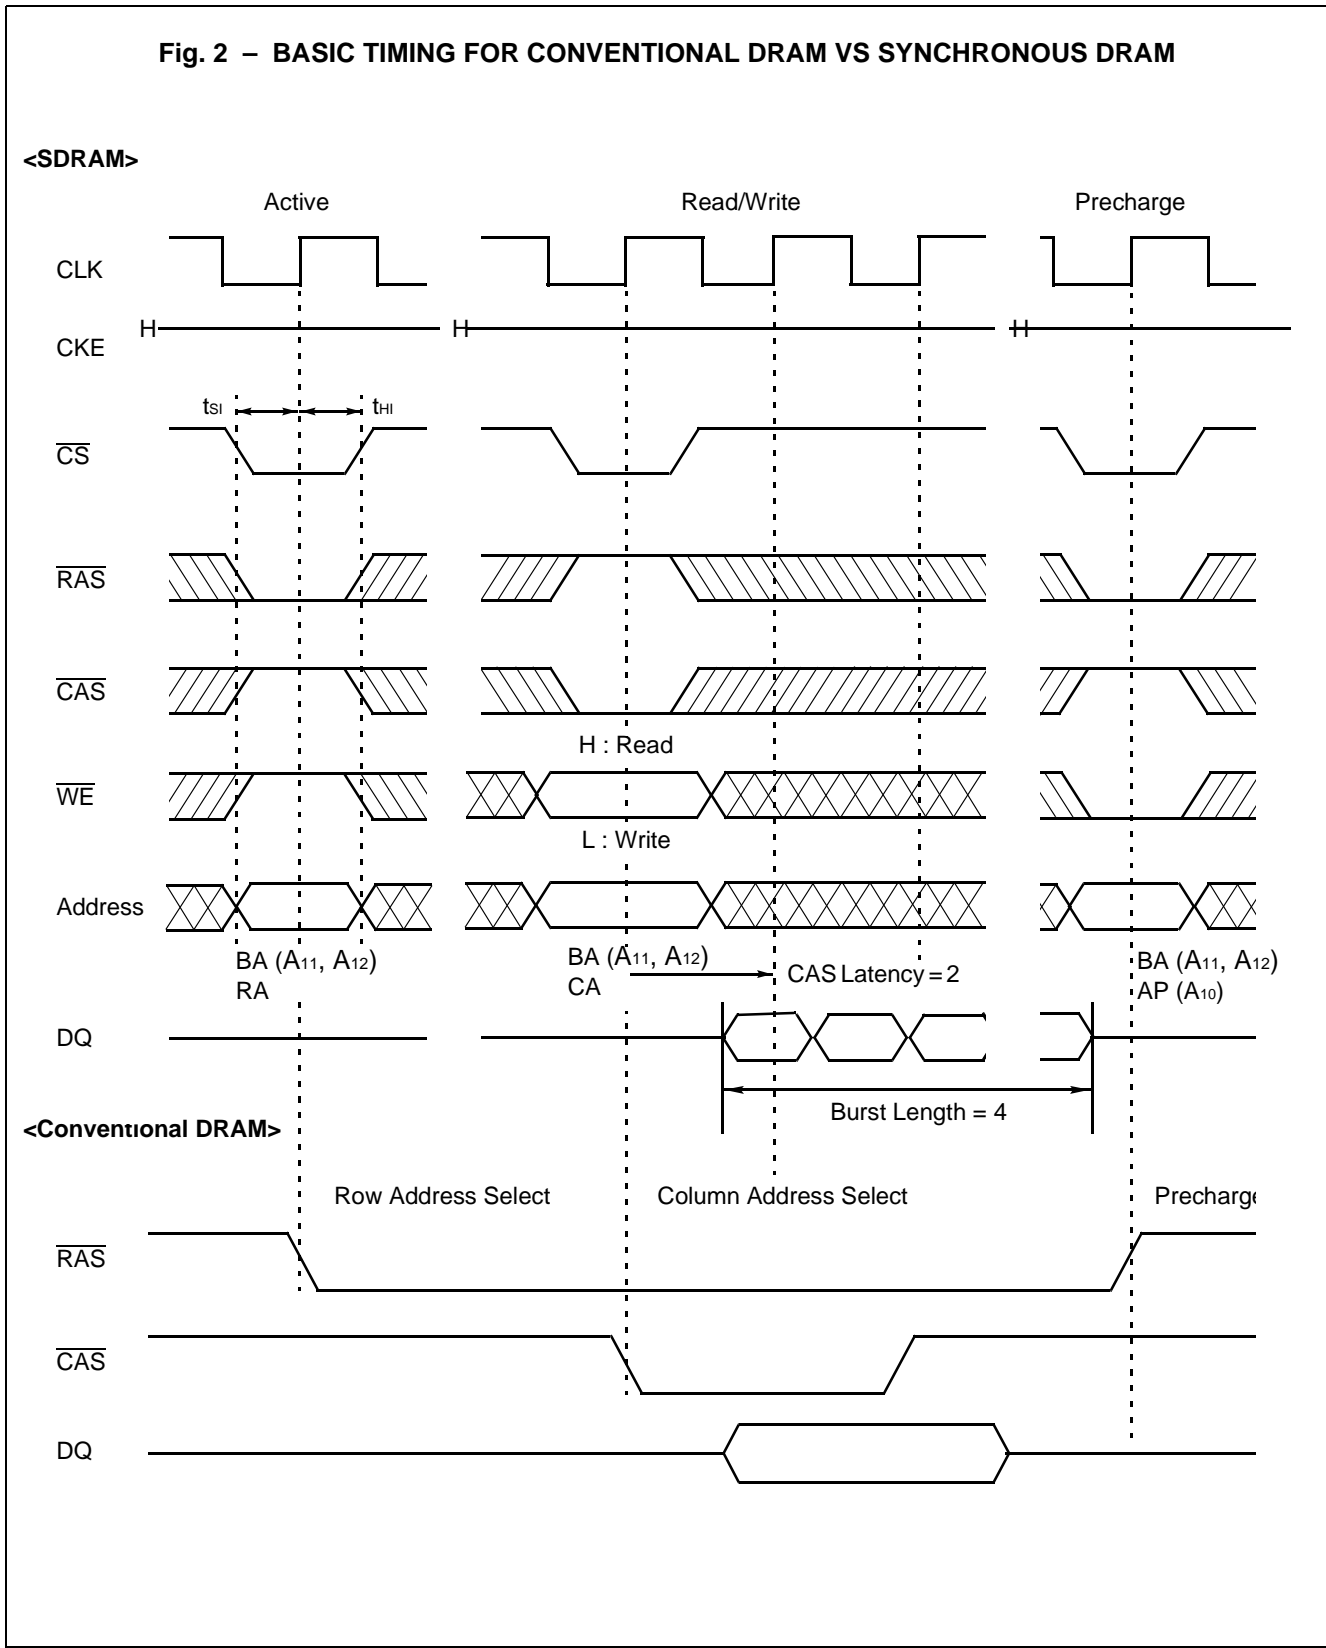 Fig. 2 – BASIC TIMING FOR CONVENTIONAL DRAM VS SYNCHRONOUS DRAM
<SDRAM>
Active Read/Write Precharge
CLK
H H H
CKE
tSI tHI
CS
RAS
CAS
H : Read
WE
L : Write
Address
BA (A11, A12) BA (A11, A12) CAS Latency = 2 BA (A11, A12)
RA CA AP (A10)
DQ
Burst Length = 4
<Conventional DRAM>
Row Address Select Column Address Select Precharge
RAS
CAS
DQ